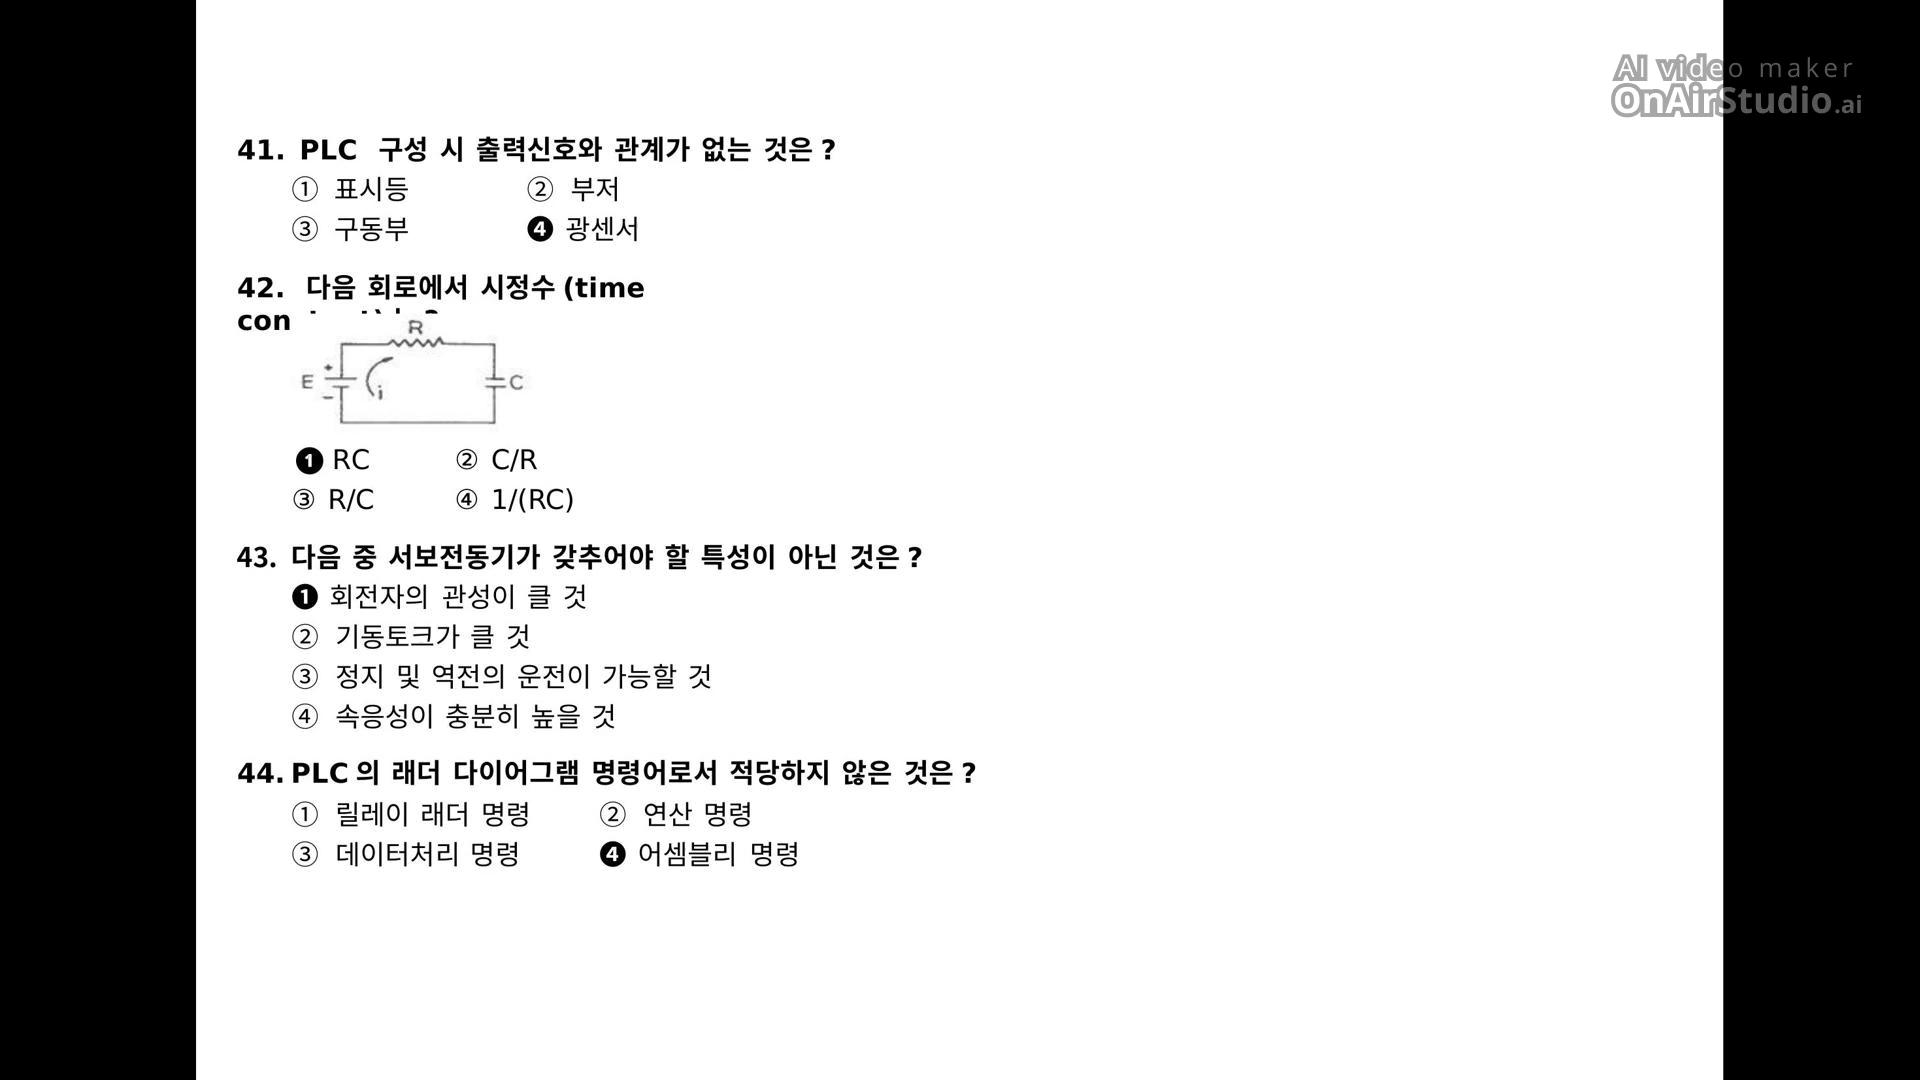 AI video maker
OnAirStudio.ai
41. PLC 구성 시 출력신호와 관계가 없는 것은?
① 표시등 ② 부저
③ 구동부 ❹ 광센서
42. 다음 회로에서 시정수(time
con
R
E + - i C
❶ RC ② C/R
③ R/C ④ 1/(RC)
43. 다음 중 서보전동기가 갖추어야 할 특성이 아닌 것은?
❶ 회전자의 관성이 클 것
② 기동토크가 클 것
③ 정지 및 역전의 운전이 가능할 것
④ 속응성이 충분히 높을 것
44. PLC의 래더 다이어그램 명령어로서 적당하지 않은 것은?
① 릴레이 래더 명령 ② 연산 명령
③ 데이터처리 명령 ❹ 어셈블리 명령